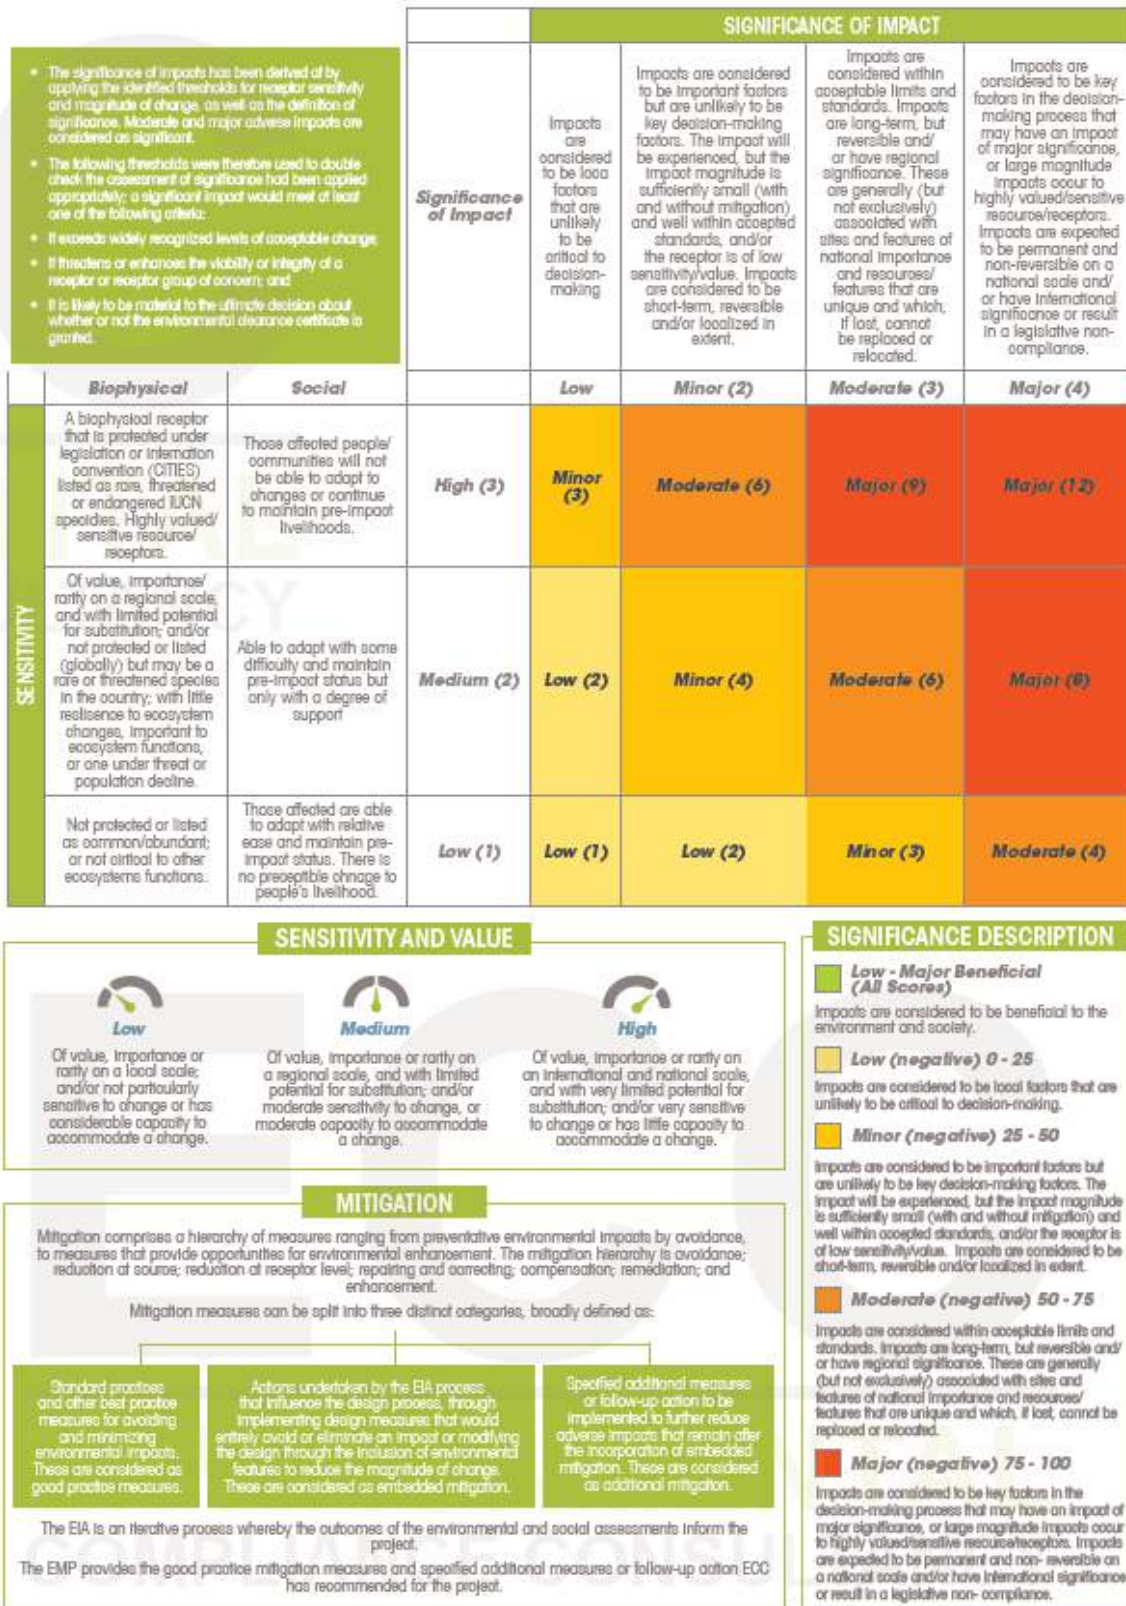 SIGNIFICANCE OF IMPACT
• The significance of impacts has been derived at by
applying the identified thresholds for receptor sensitivity
and magnitude of change, as well as the definition of
significance. Moderate and major adverse impacts are
considered as significant.
• The following thresholds were therefore used to double
check the assessment of significance had been applied
appropriately; a significant impact would meet at least
one of the following criteria:
• It exceeds widely recognized levels of acceptable change;
• It threatens or enhances the viability or integrity of a
receptor or receptor group of concern; and
• It is likely to be material to the ultimate decision about
whether or not the environmental clearance certificate is
granted.
Significance
of Impact
Impacts
are
considered
to be loca
factors
that are
unlikely
to be
critical to
decision-
making
Impacts are considered
to be important factors
but are unlikely to be
key decision-making
factors. The impact will
be experienced, but the
impact magnitude is
sufficiently small (with
and without mitigation)
and well within accepted
standards, and/or
the receptor is of low
sensitivity/value. Impacts
are considered to be
short-term, reversible
and/or localized in
extent.
Impacts are
considered within
acceptable limits and
standards. Impacts
are long-term, but
reversible and/
or have regional
significance. These
are generally (but
not exclusively)
associated with
sites and features of
national importance
and resources/
features that are
unique and which,
if lost, cannot
be replaced or
relocated.
Impacts are
considered to be key
factors in the decision-
making process that
may have an impact
of major significance,
or large magnitude
impacts occur to
highly valued/sensitive
resource/receptors.
Impacts are expected
to be permanent and
non-reversible on a
national scale and/
or have international
significance or result
in a legislative non-
compliance.
Biophysical
Social
Low
Minor (2)
Moderate (3)
Major (4)
SENSITIVITY
A biophysical receptor
that is protected under
legislation or internation
convention (CITIES)
listed as rare, threatened
or endangered IUCN
specidies. Highly valued/
sensitive resource/
receptors.
Those affected people/
communities will not
be able to adapt to
changes or continue
to maintain pre-impact
livelihoods.
High (3)
Minor
(3)
Moderate (6)
Major (9)
Major (12)
Of value, importance/
rarity on a regional scale,
and with limited potential
for substitution; and/or
not protected or listed
(globally) but may be a
rare or threatened species
in the country; with little
reslisence to ecosystem
changes, important to
ecosystem functions,
or one under threat or
population decline.
Able to adapt with some
difficulty and maintain
pre-impact status but
only with a degree of
support
Medium (2)
Low (2)
Minor (4)
Moderate (6)
Major (8)
Not protected or listed
as common/abundant;
or not cirtical to other
ecosystems functions.
Those affected are able
to adapt with relative
ease and maintain pre-
impact status. There is
no preceptible chnage to
people's livelihood.
Low (1)
Low (1)
Low (2)
Minor (3)
Moderate (4)
SENSITIVITY AND VALUE
Low
Of value, importance or
rarity on a local scale;
and/or not particularly
sensitive to change or has
considerable capacity to
accommodate a change.
Medium
Of value, importance or rarity on
a regional scale, and with limited
potential for substitution; and/or
moderate sensitivity to change, or
moderate capacity to accommodate
a change.
High
Of value, importance or rarity on
an international and national scale,
and with very limited potential for
substitution; and/or very sensitive
to change or has little capacity to
accommodate a change.
MITIGATION
Mitigation comprises a hierarchy of measures ranging from preventative environmental impacts by avoidance,
to measures that provide opportunities for environmental enhancement. The mitigation hierarchy is avoidance;
reduction at source; reduction at receptor level; repairing and correcting; compensation; remediation; and
enhancement.
Mitigation measures can be split into three distinct categories, broadly defined as:
Standard practices
and other best practice
measures for avoiding
and minimizing
environmental impacts.
These are considered as
good practice measures.
Actions undertaken by the EIA process
that influence the design process, through
implementing design measures that would
entirely avoid or eliminate an impact or modifying
the design through the inclusion of environmental
features to reduce the magnitude of change.
These are considered as embedded mitigation.
Specified additional measures
or follow-up action to be
implemented to further reduce
adverse impacts that remain after
the incorporation of embedded
mitigation. These are considered
as additional mitigation.
The EIA is an iterative process whereby the outcomes of the environmental and social assessments inform the
project.
The EMP provides the good practice mitigation measures and specified additional measures or follow-up action ECC
has recommended for the project.
SIGNIFICANCE DESCRIPTION
Low - Major Beneficial
(All Scores)
Impacts are considered to be beneficial to the
environment and society.
Low (negative) 0 - 25
Impacts are considered to be local factors that are
unlikely to be critical to decision-making.
Minor (negative) 25 - 50
Impacts are considered to be important factors but
are unlikely to be key decision-making factors. The
impact will be experienced, but the impact magnitude
is sufficiently small (with and without mitigation) and
well within accepted standards, and/or the receptor is
of low sensitivity/value. Impacts are considered to be
short-term, reversible and/or localized in extent.
Moderate (negative) 50 - 75
Impacts are considered within acceptable limits and
standards. Impacts are long-term, but reversible and/
or have regional significance. These are generally
(but not exclusively) associated with sites and
features of national importance and resources/
features that are unique and which, if lost, cannot be
replaced or relocated.
Major (negative) 75 - 100
Impacts are considered to be key factors in the
decision-making process that may have an impact of
major significance, or large magnitude impacts occur
to highly valued/sensitive resource/receptors. Impacts
are expected to be permanent and non- reversible on
a national scale and/or have international significance
or result in a legislative non- compliance.